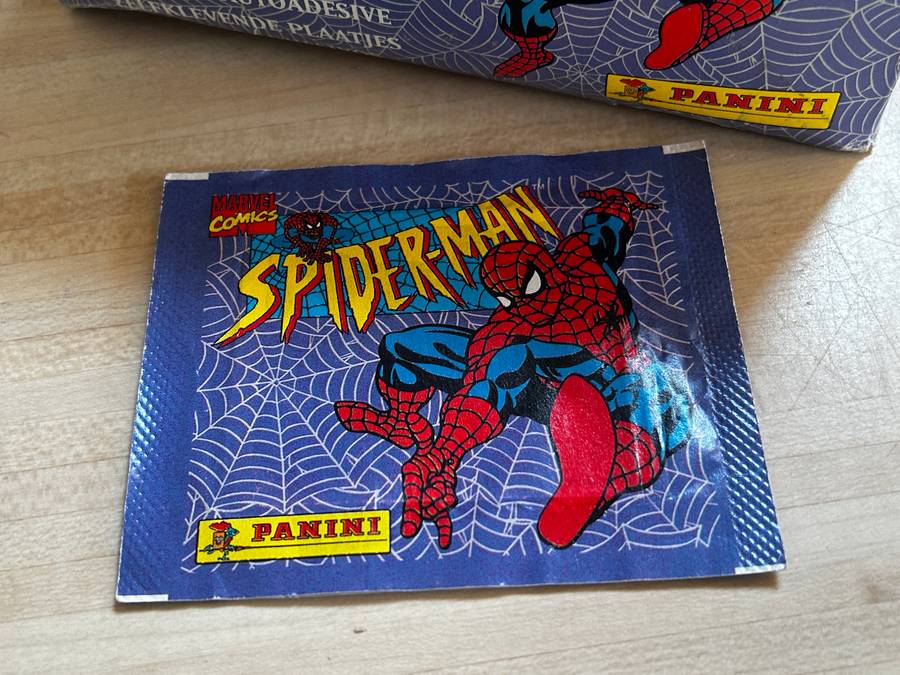 AUTOADESIVE
ZELFKLEVENDE PLAATJES
PANINI
MARVEL
COMICS
SPIDER-MAN
PANINI